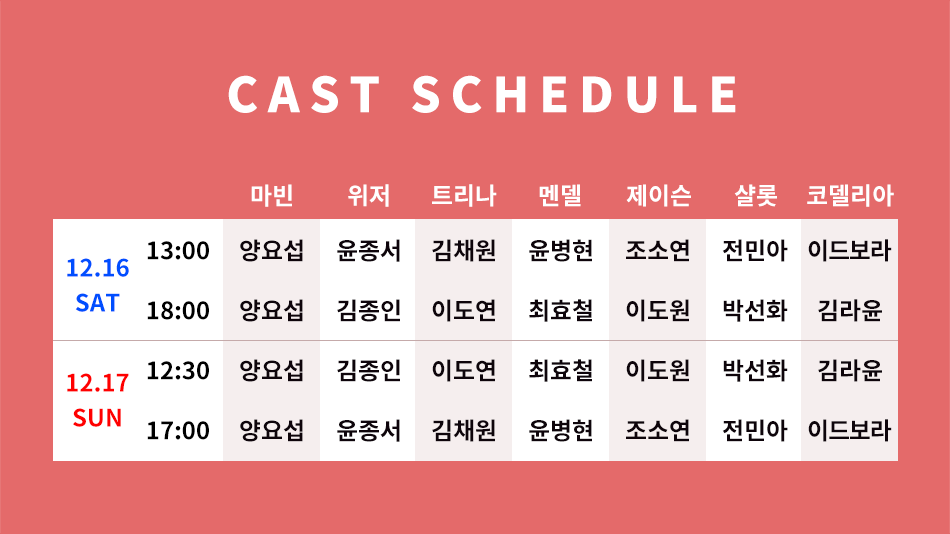 CAST SCHEDULE
마빈 위저 트리나 멘델 제이슨 샬롯 코델리아
12.16 SAT
13:00 양요섭 윤종서 김채원 윤병현 조소연 전민아 이드보라
18:00 양요섭 김종인 이도연 최효철 이도원 박선화 김라윤
12.17 SUN
12:30 양요섭 김종인 이도연 최효철 이도원 박선화 김라윤
17:00 양요섭 윤종서 김채원 윤병현 조소연 전민아 이드보라